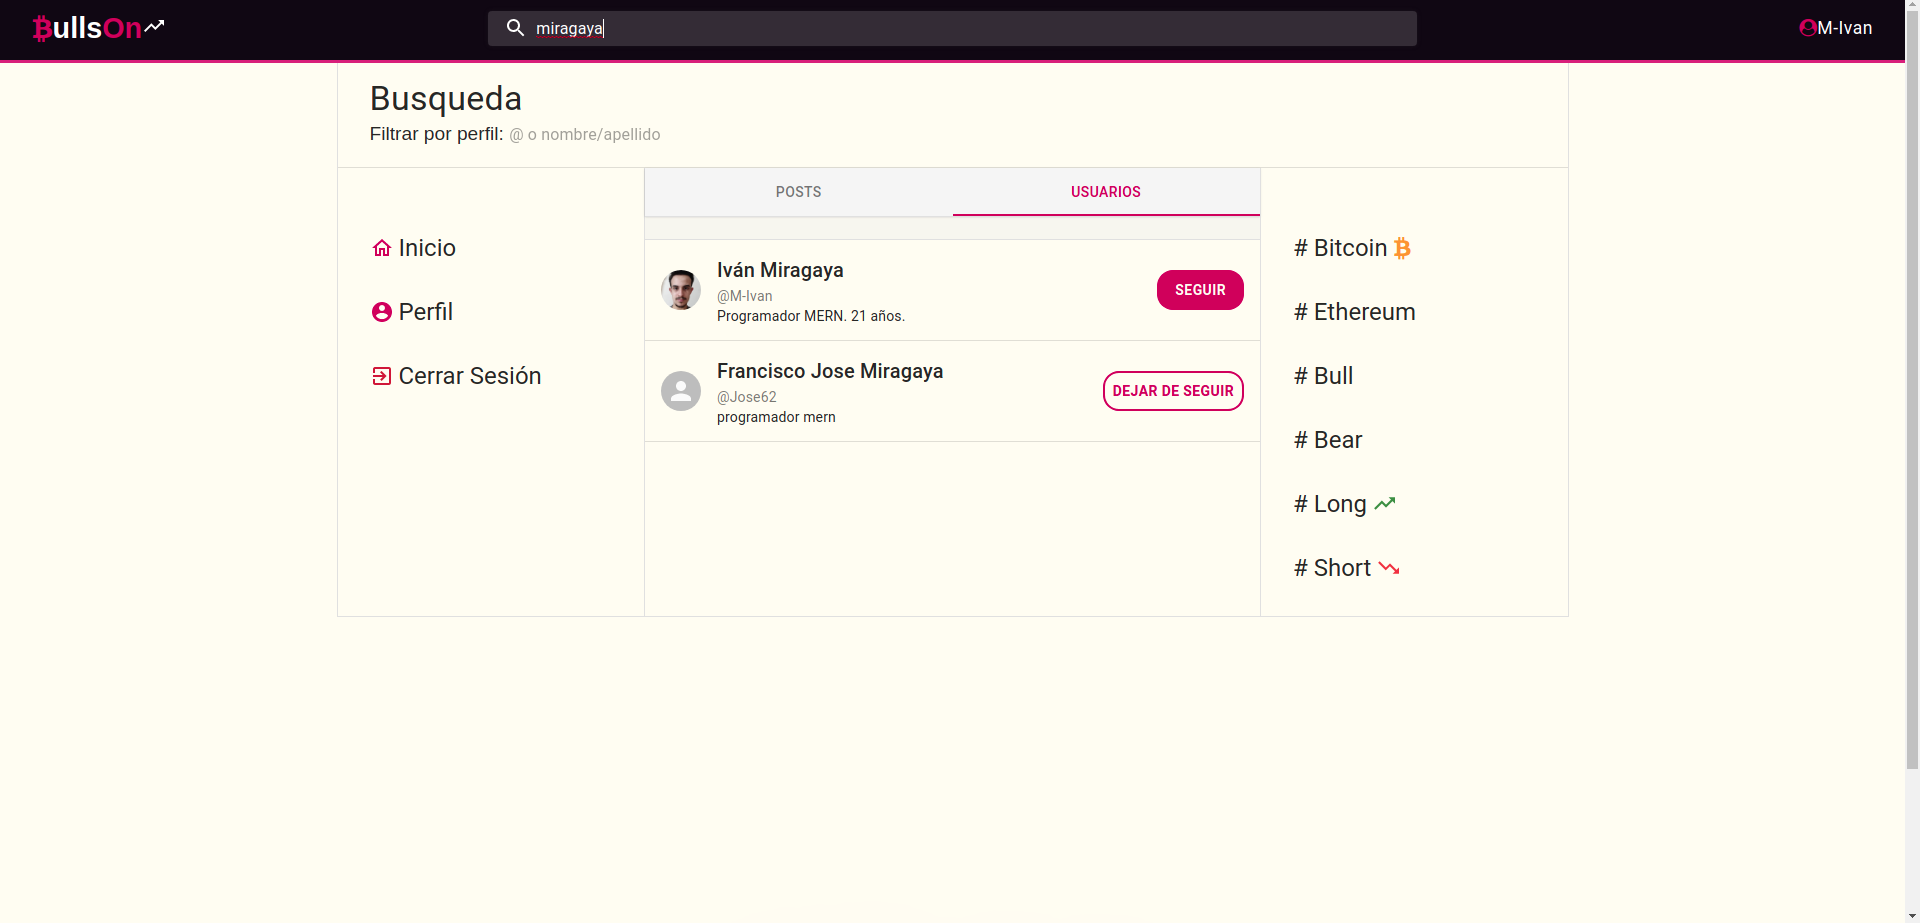 BullsOn
miragaya
M-Ivan
Busqueda
Filtrar por perfil: @ o nombre/apellido
Inicio
Perfil
Cerrar Sesión
POSTS
USUARIOS
Iván Miragaya
@M-Ivan
Programador MERN. 21 años.
SEGUIR
Francisco Jose Miragaya
@Jose62
programador mern
DEJAR DE SEGUIR
# Bitcoin
# Ethereum
# Bull
# Bear
# Long
# Short